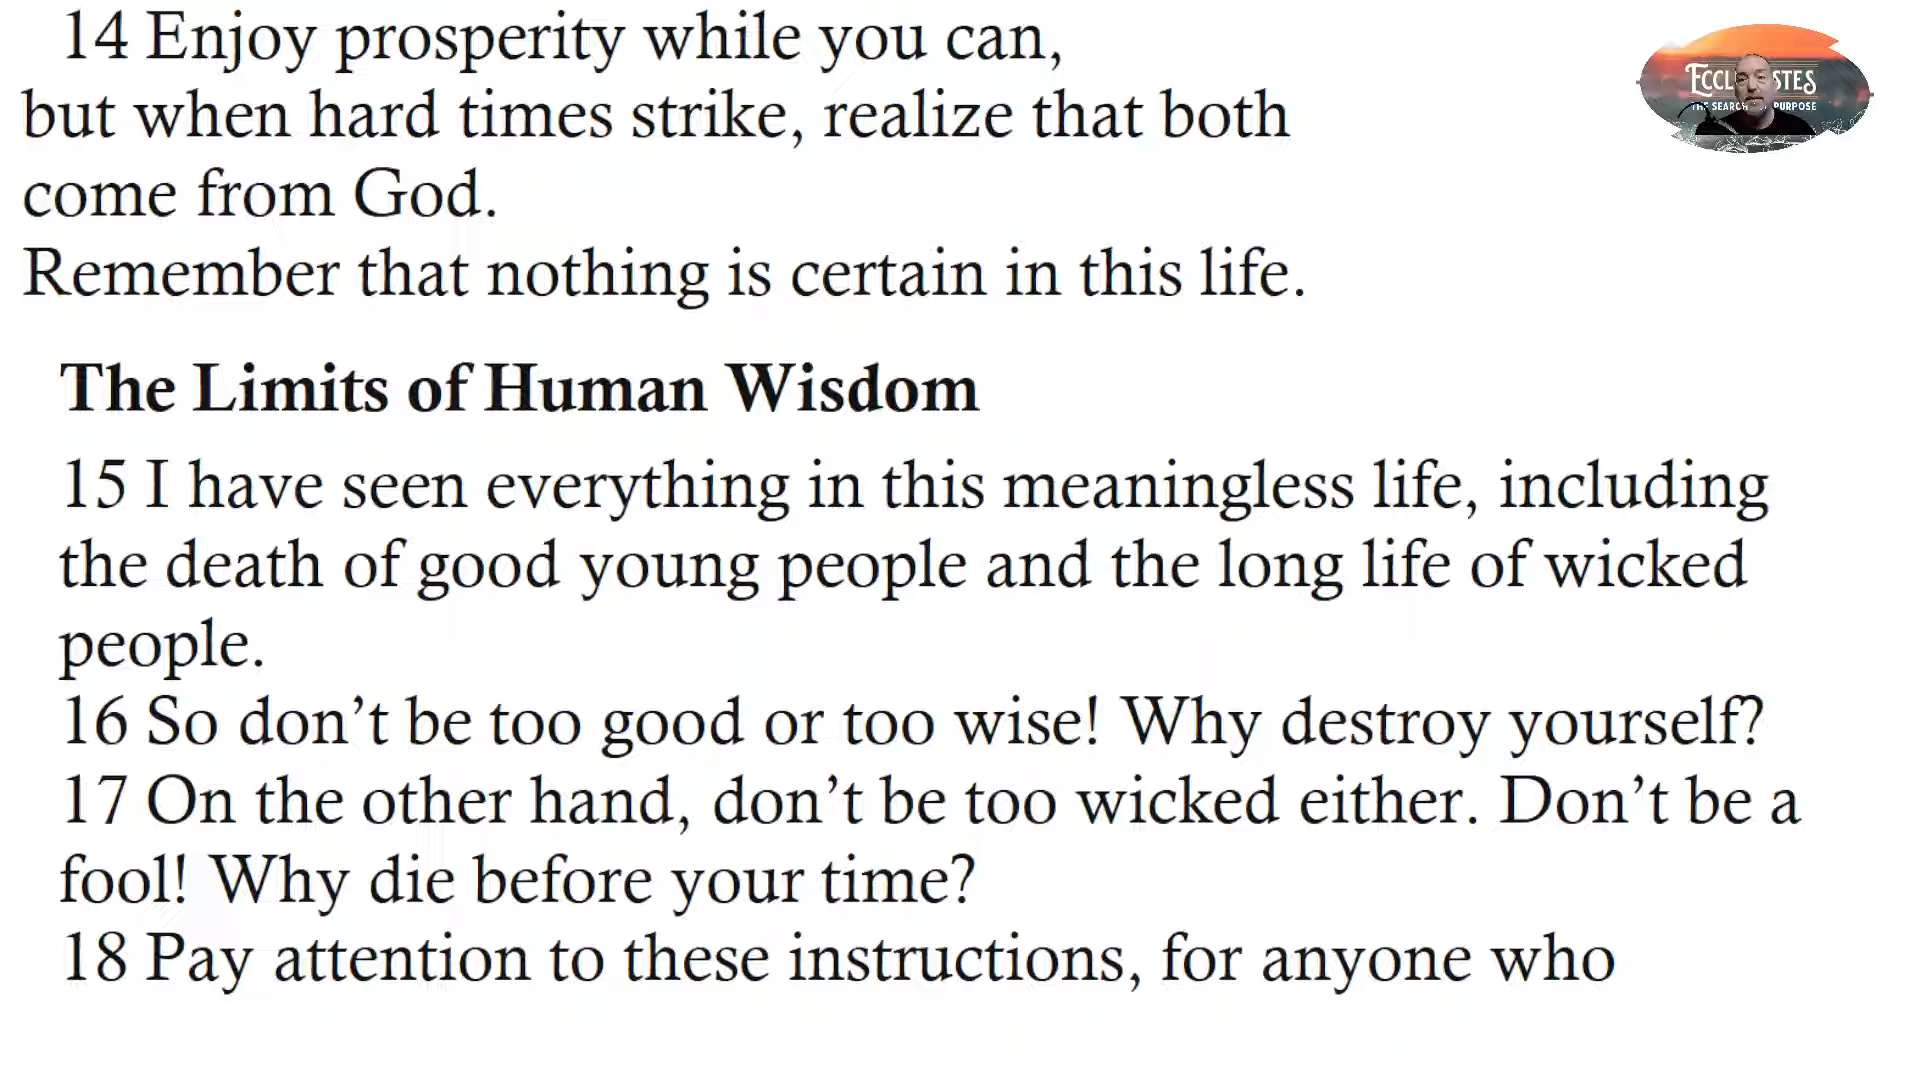 14 Enjoy prosperity while you can,
but when hard times strike, realize that both
come from God.
Remember that nothing is certain in this life.
The Limits of Human Wisdom
15 I have seen everything in this meaningless life, including
the death of good young people and the long life of wicked
people.
16 So don’t be too good or too wise! Why destroy yourself?
17 On the other hand, don’t be too wicked either. Don’t be a
fool! Why die before your time?
18 Pay attention to these instructions, for anyone who
THE SEARCH PURPOSE